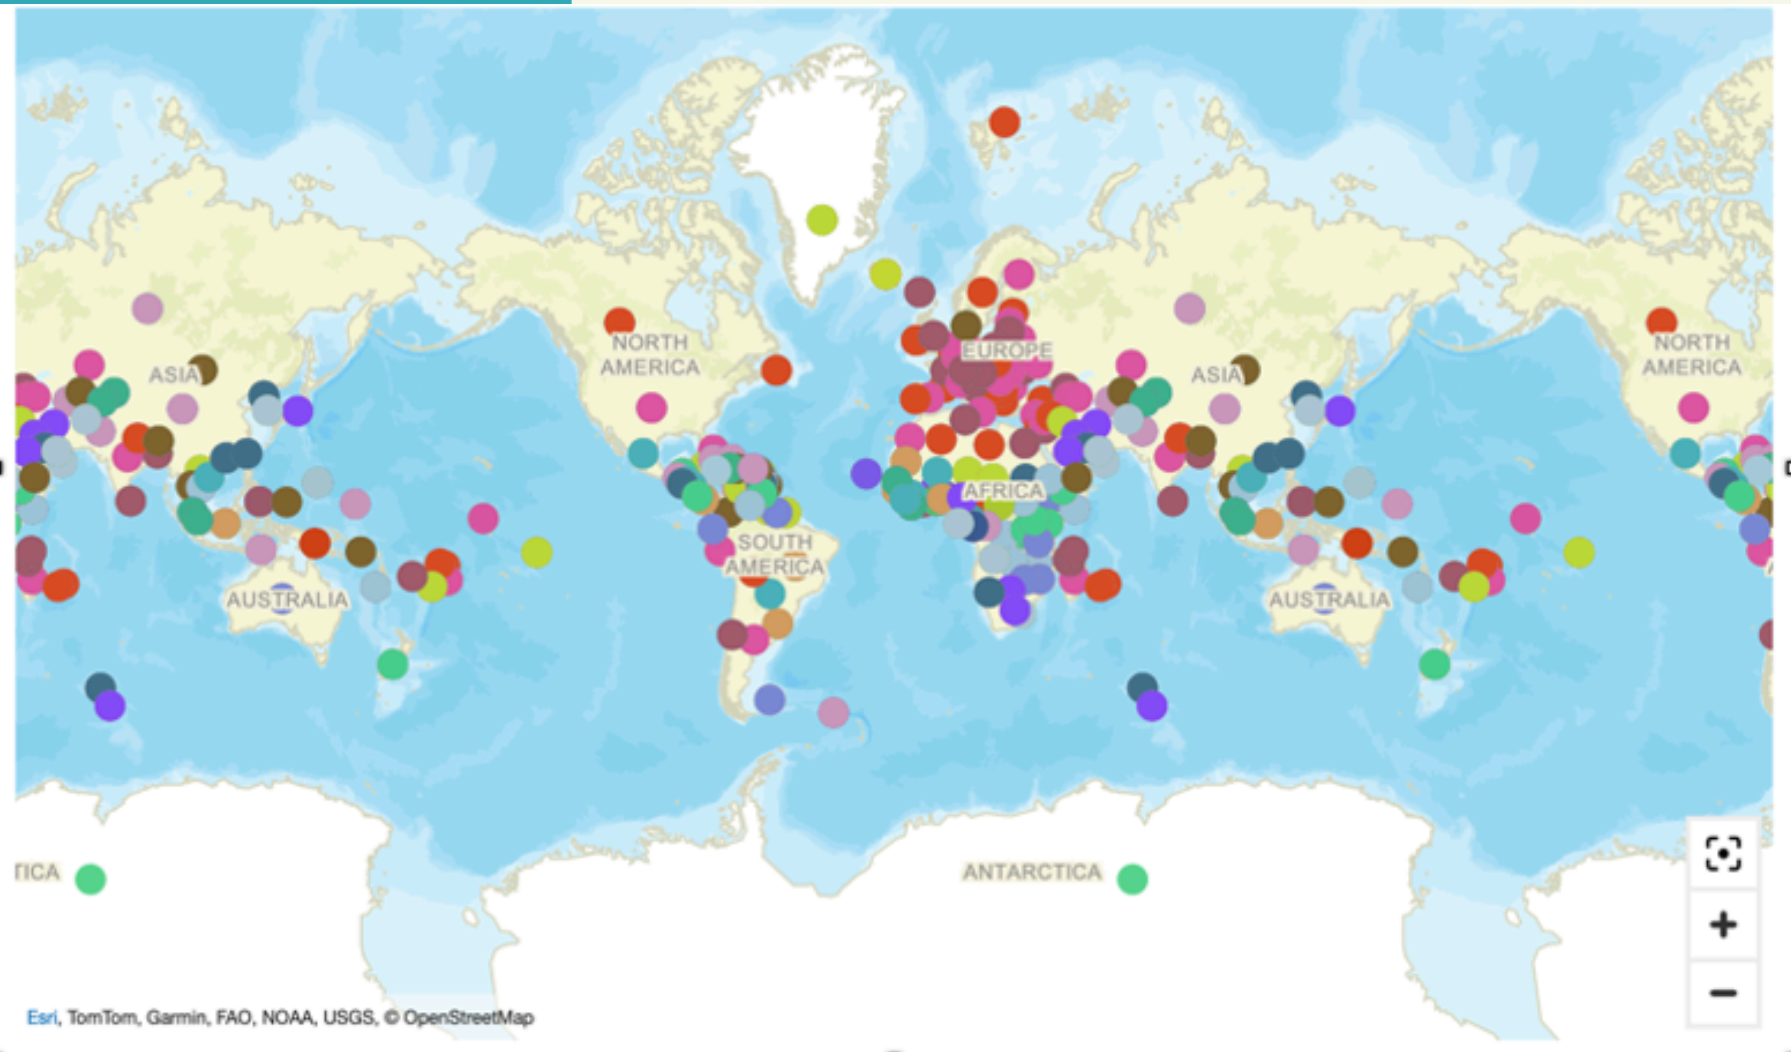 NORTH
AMERICA
EUROPE
ASIA
ASIA
NORTH
AMERICA
AFRICA
SOUTH
AMERICA
AUSTRALIA
AUSTRALIA
TICA
ANTARCTICA
Esri, TomTom, Garmin, FAO, NOAA, USGS, © OpenStreetMap